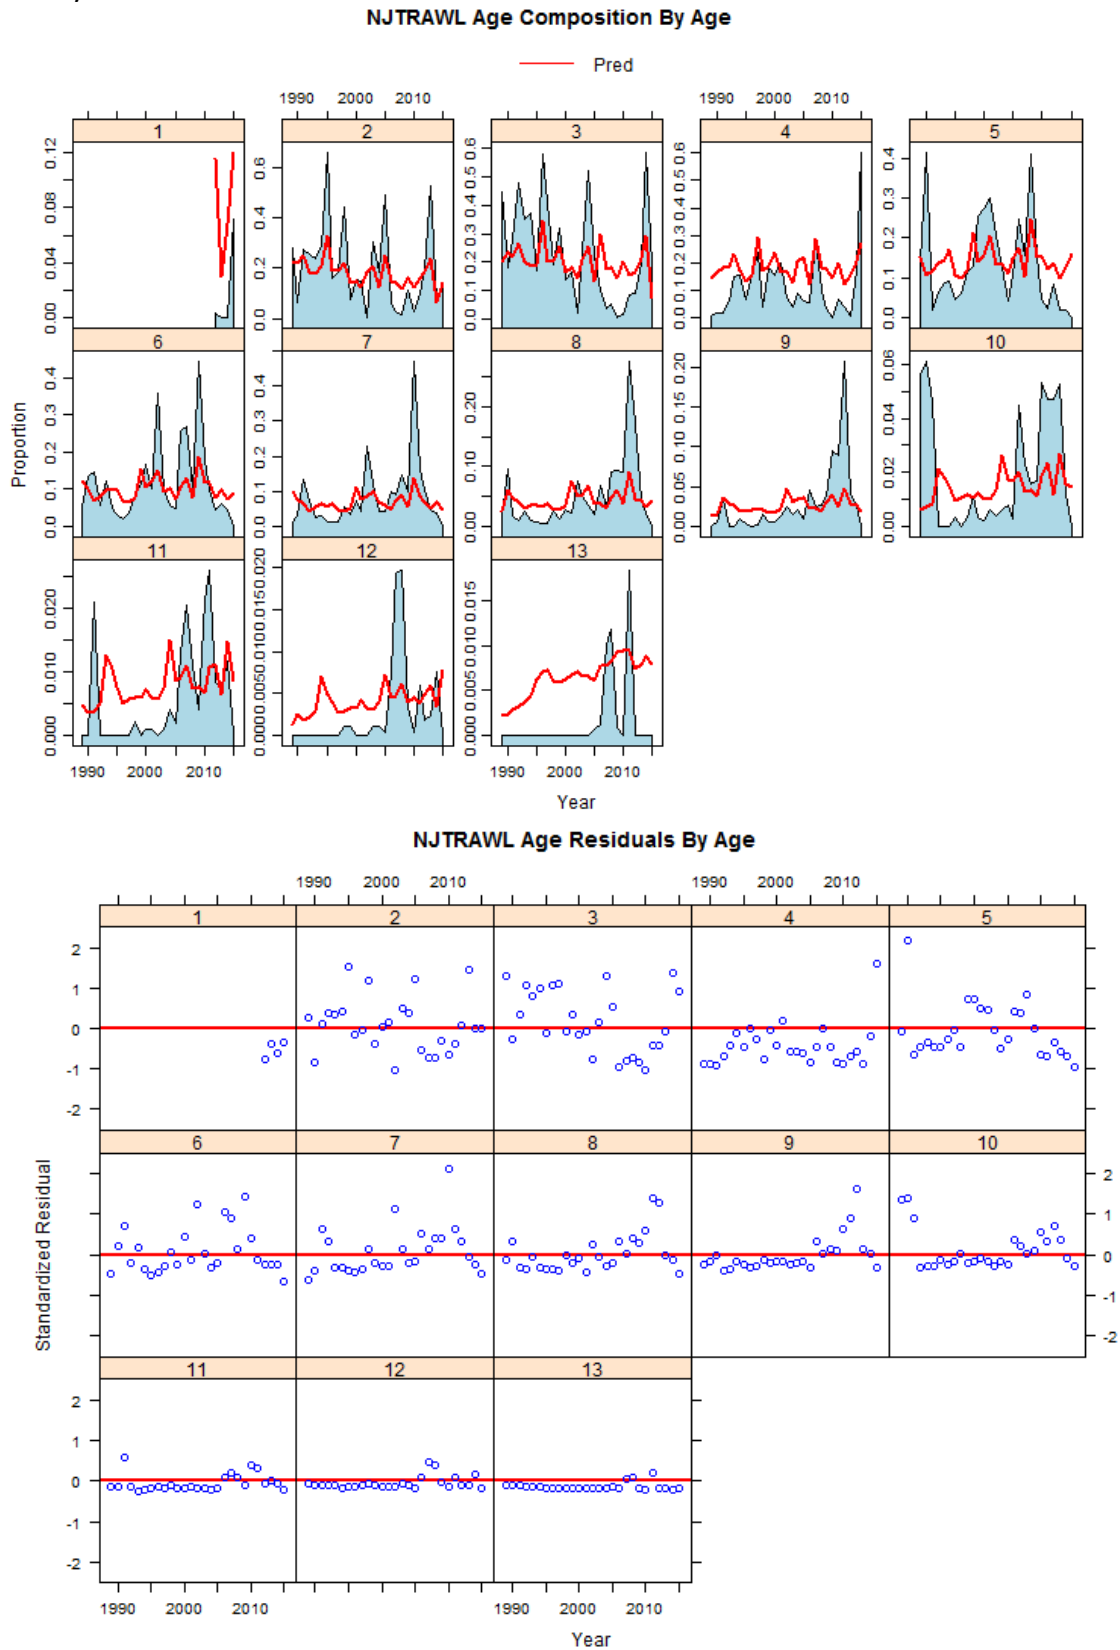 NJTRAWL Age Composition By Age
Pred
1990 2000 2010 1990 2000 2010
1 2 3 4 5
0.00 0.04 0.08 0.12
0.0 0.2 0.4 0.6
0.0 0.1 0.2 0.3 0.4 0.5 0.6
0.0 0.1 0.2 0.3 0.4 0.5 0.6
0.0 0.1 0.2 0.3 0.4
6 7 8 9 10
0.0 0.1 0.2 0.3 0.4
0.0 0.1 0.2 0.3 0.4
0.00 0.10 0.20
0.00 0.05 0.10 0.15 0.20
0.00 0.02 0.04 0.06
Proportion
11 12 13
0.000 0.010 0.020
0.000 0.005 0.010 0.015 0.020
0.000 0.005 0.010 0.015
1990 2000 2010 1990 2000 2010
Year
NJTRAWL Age Residuals By Age
1990 2000 2010 1990 2000 2010
1 2 3 4 5
2
1
0
-1
-2
6 7 8 9 10
2
1
0
-1
-2
Standardized Residual
11 12 13
2
1
0
-1
-2
1990 2000 2010 1990 2000 2010
Year